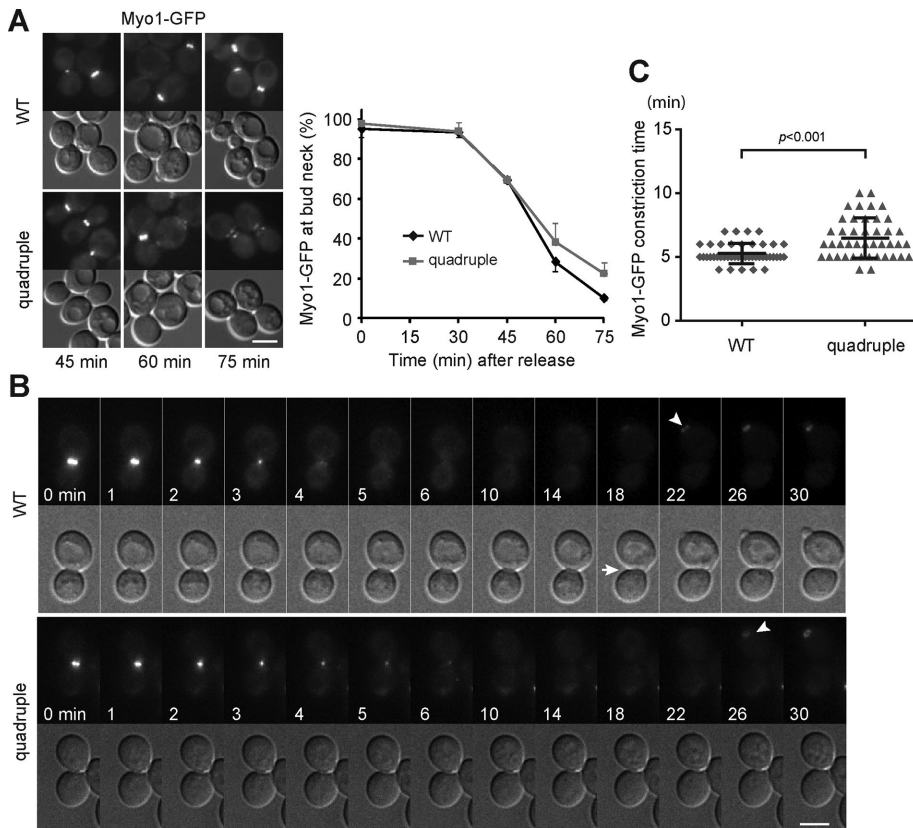 A
Myo1-GFP
WT
quadruple
45 min 60 min 75 min
Myo1-GFP at bud neck (%)
100
80
60
40
20
0
WT
quadruple
0 15 30 45 60 75
Time (min) after release
C
(min)
Myo1-GFP constriction time
15
10
5
0
p<0.001
WT quadruple
B
WT
0 min 1 2 3 4 5 6 10 14 18 22 26 30
quadruple
0 min 1 2 3 4 5 6 10 14 18 22 26 30